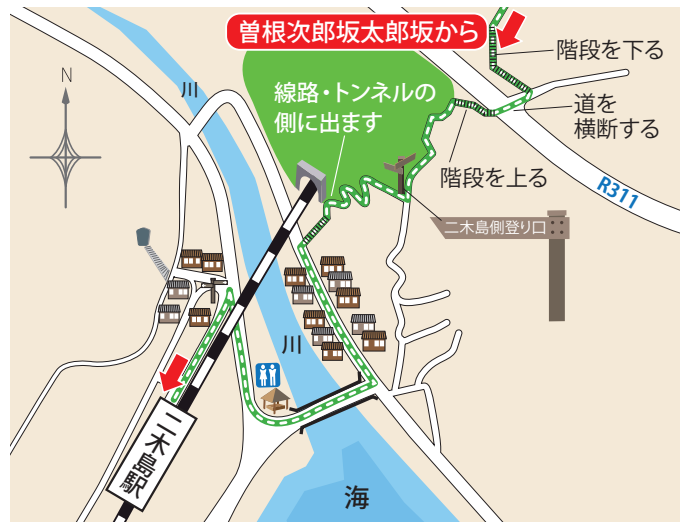 曽根次郎坂太郎坂から
階段を下る
N
川
線路・トンネルの
側に出ます
道を
横断する
階段を上る
R311
二木島側登り口
川
二木島駅
海